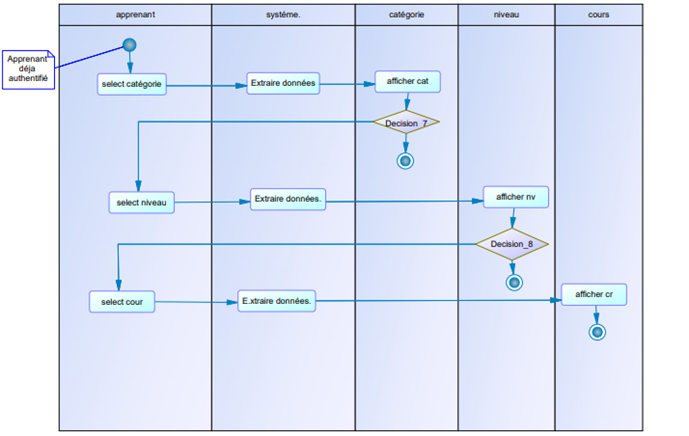 apprenant
systéme.
catégorie
niveau
cours
Apprenant
déja
authentifié
select catégorie
Extraire données
afficher cat
Decision_7
select niveau
Extraire données.
afficher nv
Decision_8
select cour
E.xtraire données.
afficher cr